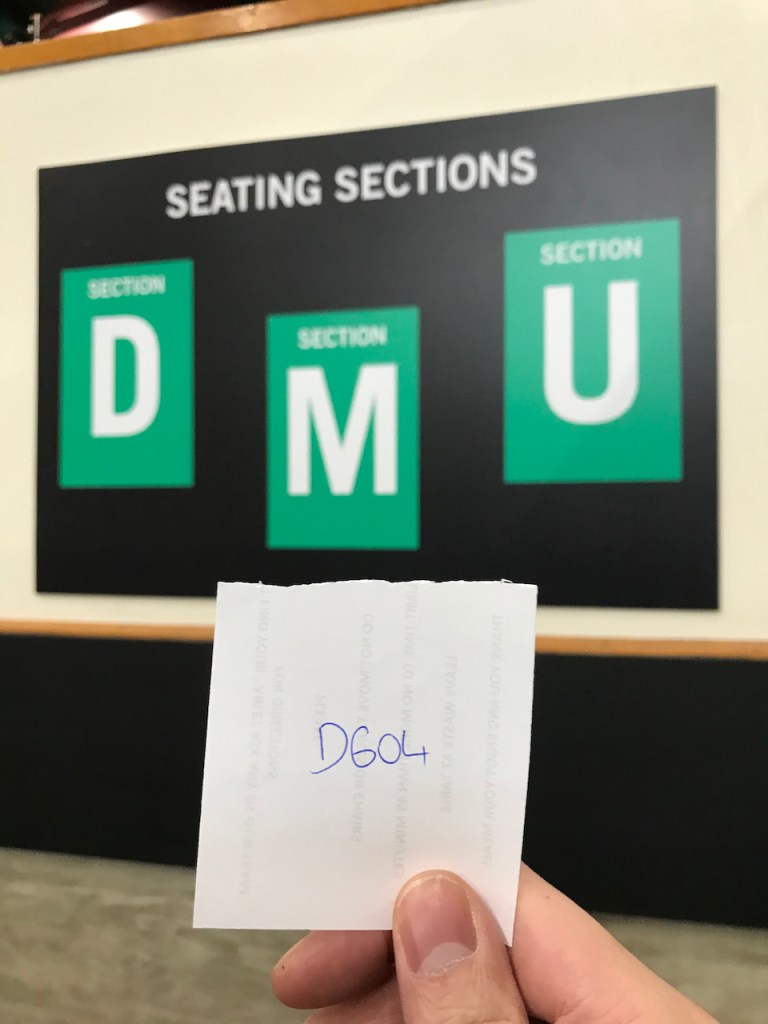 SEATING SECTIONS
SECTION
D
SECTION
M
SECTION
U
D604